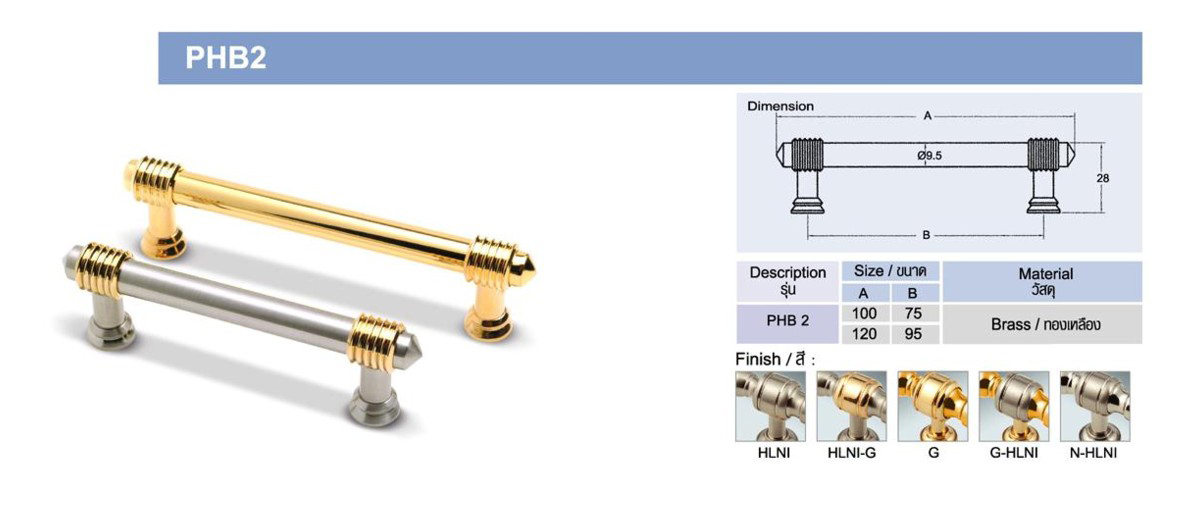 PHB2
Dimension
A
Ø9.5
28
B
Description
รุ่น
Size / ขนาด
A B
Material
วัสดุ
PHB 2
100 75
120 95
Brass / ทองเหลือง
Finish / สี :
HLNI HLNI-G G G-HLNI N-HLNI